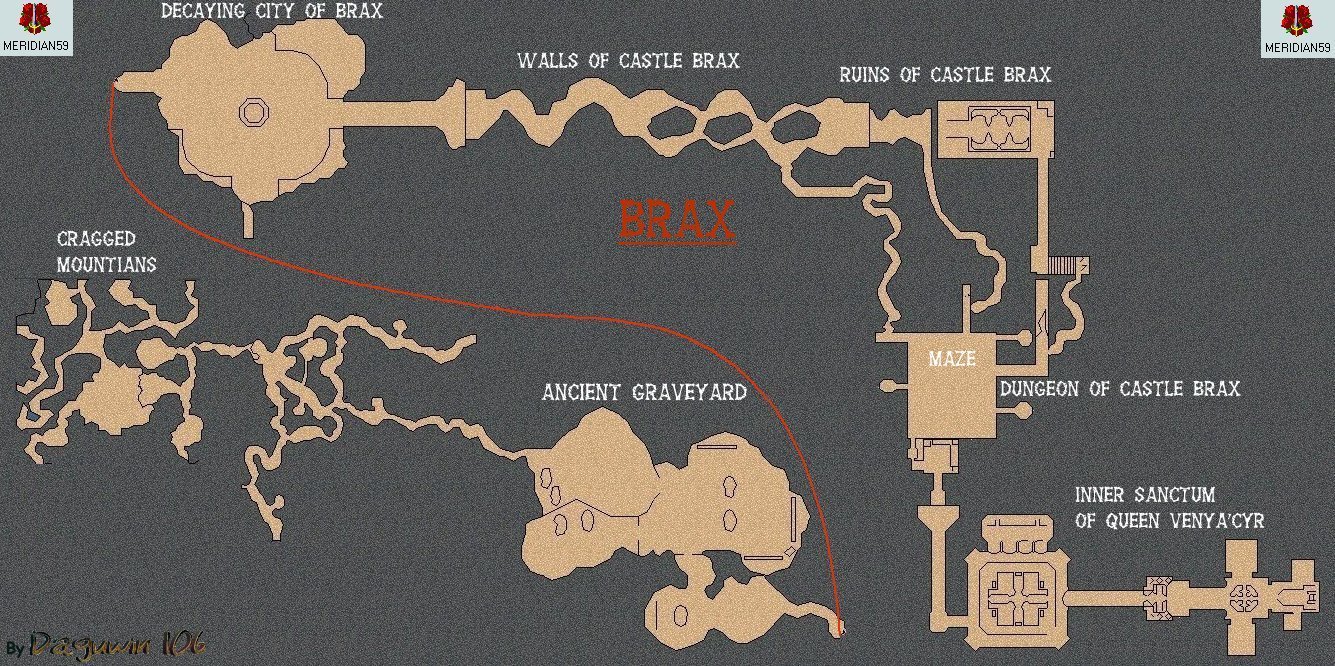 DECAYING CITY OF BRAX
MERIDIAN59
MERIDIAN59
WALLS OF CASTLE BRAX
RUINS OF CASTLE BRAX
BRAX
CRAGGED
MOUNTIANS
MAZE
ANCIENT GRAVEYARD
DUNGEON OF CASTLE BRAX
INNER SANCTUM
OF QUEEN VENYA'CYR
By Daguwin 106